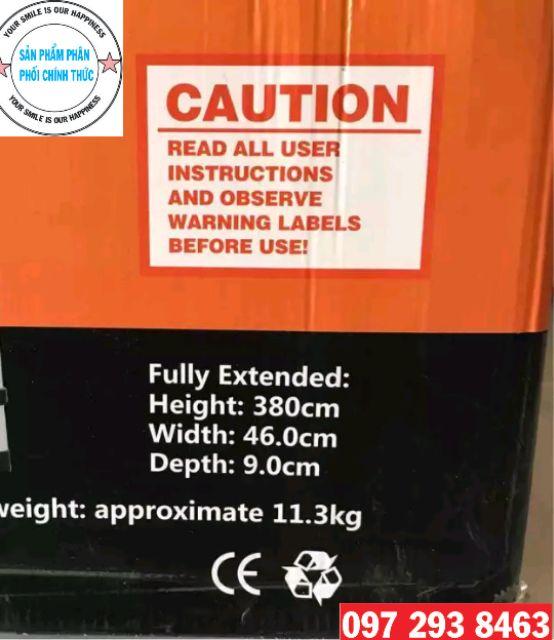 YOUR SMILE IS OUR HAPPINESS
SẢN PHẨM PHÂN
PHỐI CHÍNH THỨC
YOUR SMILE IS OUR HAPPINESS
CAUTION
READ ALL USER
INSTRUCTIONS
AND OBSERVE
WARNING LABELS
BEFORE USE!
Fully Extended:
Height: 380cm
Width: 46.0cm
Depth: 9.0cm
weight: approximate 11.3kg
CE
097 293 8463